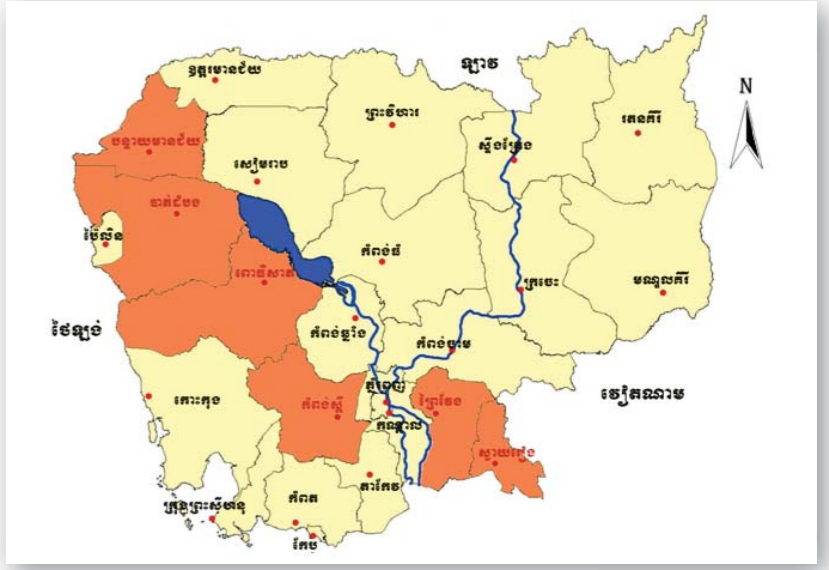 ឡាវ
ឧត្តរមានជ័យ
N
ព្រះវិហារ
រតនគីរី
បន្ទាយមានជ័យ
ស្ទឹងត្រែង
សៀមរាប
បាត់ដំបង
ប៉ៃលិន
កំពង់ធំ
ពោធិសាត់
ក្រចេះ
មណ្ឌលគីរី
ថៃឡង់
កំពង់ឆ្នាំង
កំពង់ចាម
វៀតណាម
ភ្នំពេញ
កោះកុង
កំពង់ស្ពឺ
ព្រៃវែង
កណ្តាល
ស្វាយរៀង
តាកែវ
កំពត
ក្រុងព្រះសីហនុ
កែប